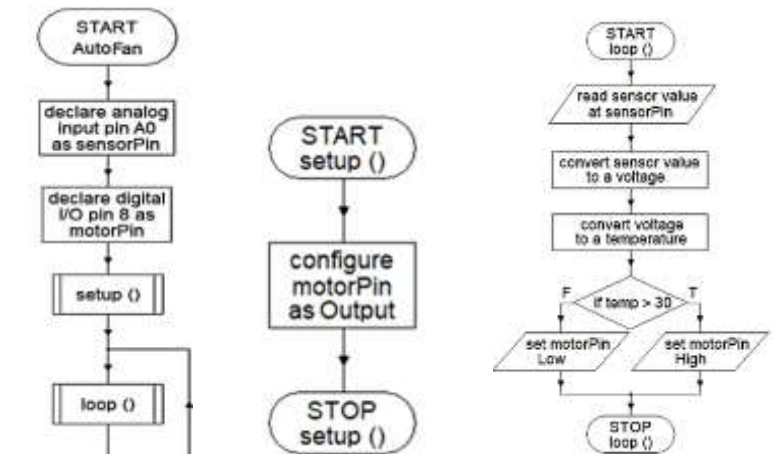 START
AutoFan
declare analog
input pin A0
as sensorPin
declare digital
I/O pin 8 as
motorPin
setup ()
loop ()
START
setup ()
configure
motorPin
as Output
STOP
setup ()
START
loop ()
read sensor value
at sensorPin
convert sensor value
to a voltage
convert voltage
to a temperature
F
if temp > 30
T
set motorPin
Low
set motorPin
High
STOP
loop ()